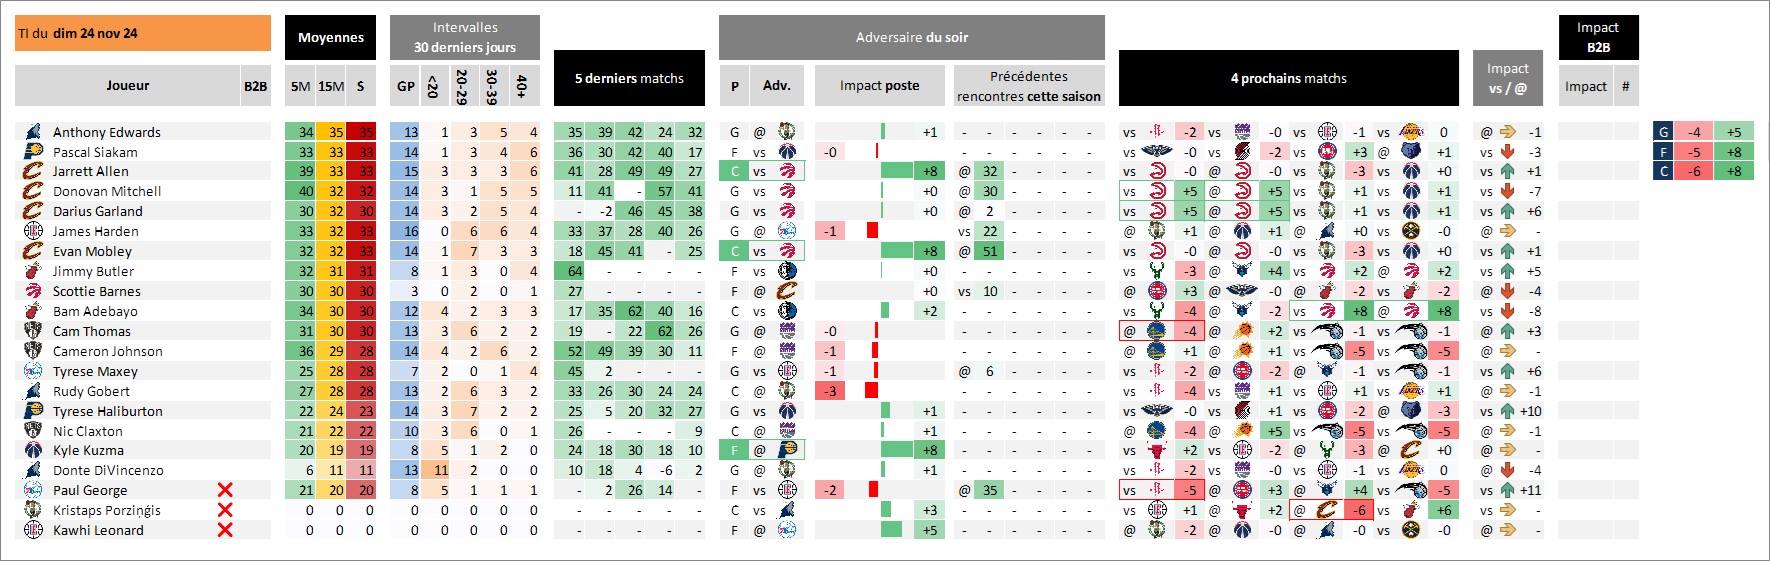 TI du dim 24 nov 24
Moyennes
Intervalles
30 derniers jours
5 derniers matchs
Adversaire du soir
4 prochains matchs
Impact
vs / @
Impact
B2B
Joueur B2B 5M 15M S GP <20 20-29 30-39 40+ P Adv. Impact poste Précédentes rencontres cette saison Impact #
Anthony Edwards 34 35 35 13 1 3 5 4 35 39 42 24 32 G @ +1 - - - - - vs -2 vs -0 vs -1 vs 0 @ -1
Pascal Siakam 33 33 33 14 1 3 4 6 36 30 42 40 17 F vs -0 - - - - - vs -0 vs -2 vs +3 @ +1 vs -3
Jarrett Allen 39 33 33 15 3 3 3 6 41 28 49 49 27 C vs +8 @ 32 - - - - vs -0 @ -0 vs -3 vs +0 vs +1
Donovan Mitchell 40 32 32 14 3 1 5 5 11 41 - 57 41 G vs +0 @ 30 - - - - vs +5 @ +5 vs +1 vs +1 vs -7
Darius Garland 30 32 30 14 3 2 5 4 - -2 46 45 38 G vs +0 @ 2 - - - - vs +5 @ +5 vs +1 vs +1 vs +6
James Harden 33 32 33 16 0 6 6 4 33 37 28 40 26 G @ -1 vs 22 - - - - @ +1 @ +1 @ +1 vs -0 @ -0
Evan Mobley 32 32 33 14 1 7 3 3 18 45 41 - 25 C vs +8 @ 51 - - - - vs -0 @ -0 vs -3 vs +0 vs +1
Jimmy Butler 32 31 31 8 1 3 0 4 64 - - - - F vs +0 - - - - - vs -3 @ +4 vs +2 @ +2 vs +5
Scottie Barnes 30 30 30 3 0 2 0 1 27 - - - - F @ +0 vs 10 - - - - @ +3 @ -0 @ -2 vs -2 @ -4
Bam Adebayo 34 30 30 12 4 2 3 3 17 35 62 40 16 C vs +2 - - - - - vs -4 @ -2 vs +8 @ +8 vs -8
Cam Thomas 31 30 30 13 3 6 2 2 19 - 22 62 26 G @ -0 - - - - - @ -4 @ +2 vs -1 vs -1 @ +3
Cameron Johnson 36 29 28 14 4 2 6 2 52 49 39 30 11 F @ -1 - - - - - @ +1 @ +1 vs -5 vs -5 @ -
Tyrese Maxey 25 28 28 7 2 0 1 4 45 2 - - - G vs -1 @ 6 - - - - vs -2 @ -2 @ +1 vs -1 vs +6
Rudy Gobert 27 28 28 13 2 6 3 2 33 26 30 24 24 C @ -3 - - - - - vs -4 vs +1 vs +1 vs +1 @ -1
Tyrese Haliburton 22 24 23 14 3 7 2 2 25 5 20 32 27 G vs +1 - - - - - vs -0 vs +1 vs -2 @ -3 vs +10
Nic Claxton 21 22 22 10 3 6 0 1 26 - - - 9 C @ +1 - - - - - @ -4 @ +5 vs -5 vs -5 @ -1
Kyle Kuzma 20 19 19 8 5 1 2 0 24 18 30 18 10 F @ +8 - - - - - vs +2 vs -2 @ -3 @ +0 @ -
Donte DiVincenzo 6 11 11 13 11 2 0 0 10 18 4 -6 2 G @ +1 - - - - - vs -2 vs -0 vs -1 vs 0 @ -4
Paul George 21 20 20 8 5 1 1 1 - 2 26 14 - F vs -2 @ 35 - - - - vs -5 @ +3 @ +4 vs -5 vs +11
Kristaps Porziņģis 0 0 0 0 0 0 0 0 - - - - - C vs +3 - - - - - vs +1 @ +2 @ -6 vs +6 vs -
Kawhi Leonard 0 0 0 0 0 0 0 0 - - - - - F @ +5 - - - - - @ -2 @ -0 @ -0 vs -0 @ -
G -4 +5
F -5 +8
C -6 +8